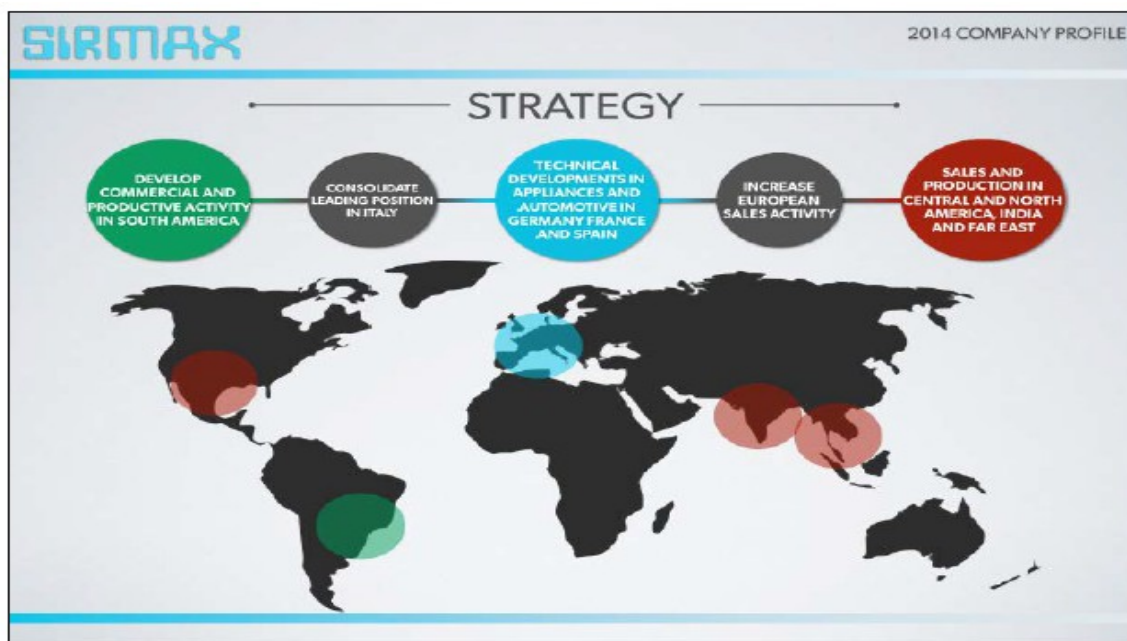 SIRMAX
2014 COMPANY PROFILE
STRATEGY
DEVELOP
COMMERCIAL AND
PRODUCTIVE ACTIVITY
IN SOUTH AMERICA
CONSOLIDATE
LEADING POSITION
IN ITALY
TECHNICAL
DEVELOPMENTS IN
APPLIANCES AND
AUTOMOTIVE IN
GERMANY FRANCE
AND SPAIN
INCREASE
EUROPEAN
SALES ACTIVITY
SALES AND
PRODUCTION IN
CENTRAL AND NORTH
AMERICA, INDIA
AND FAR EAST